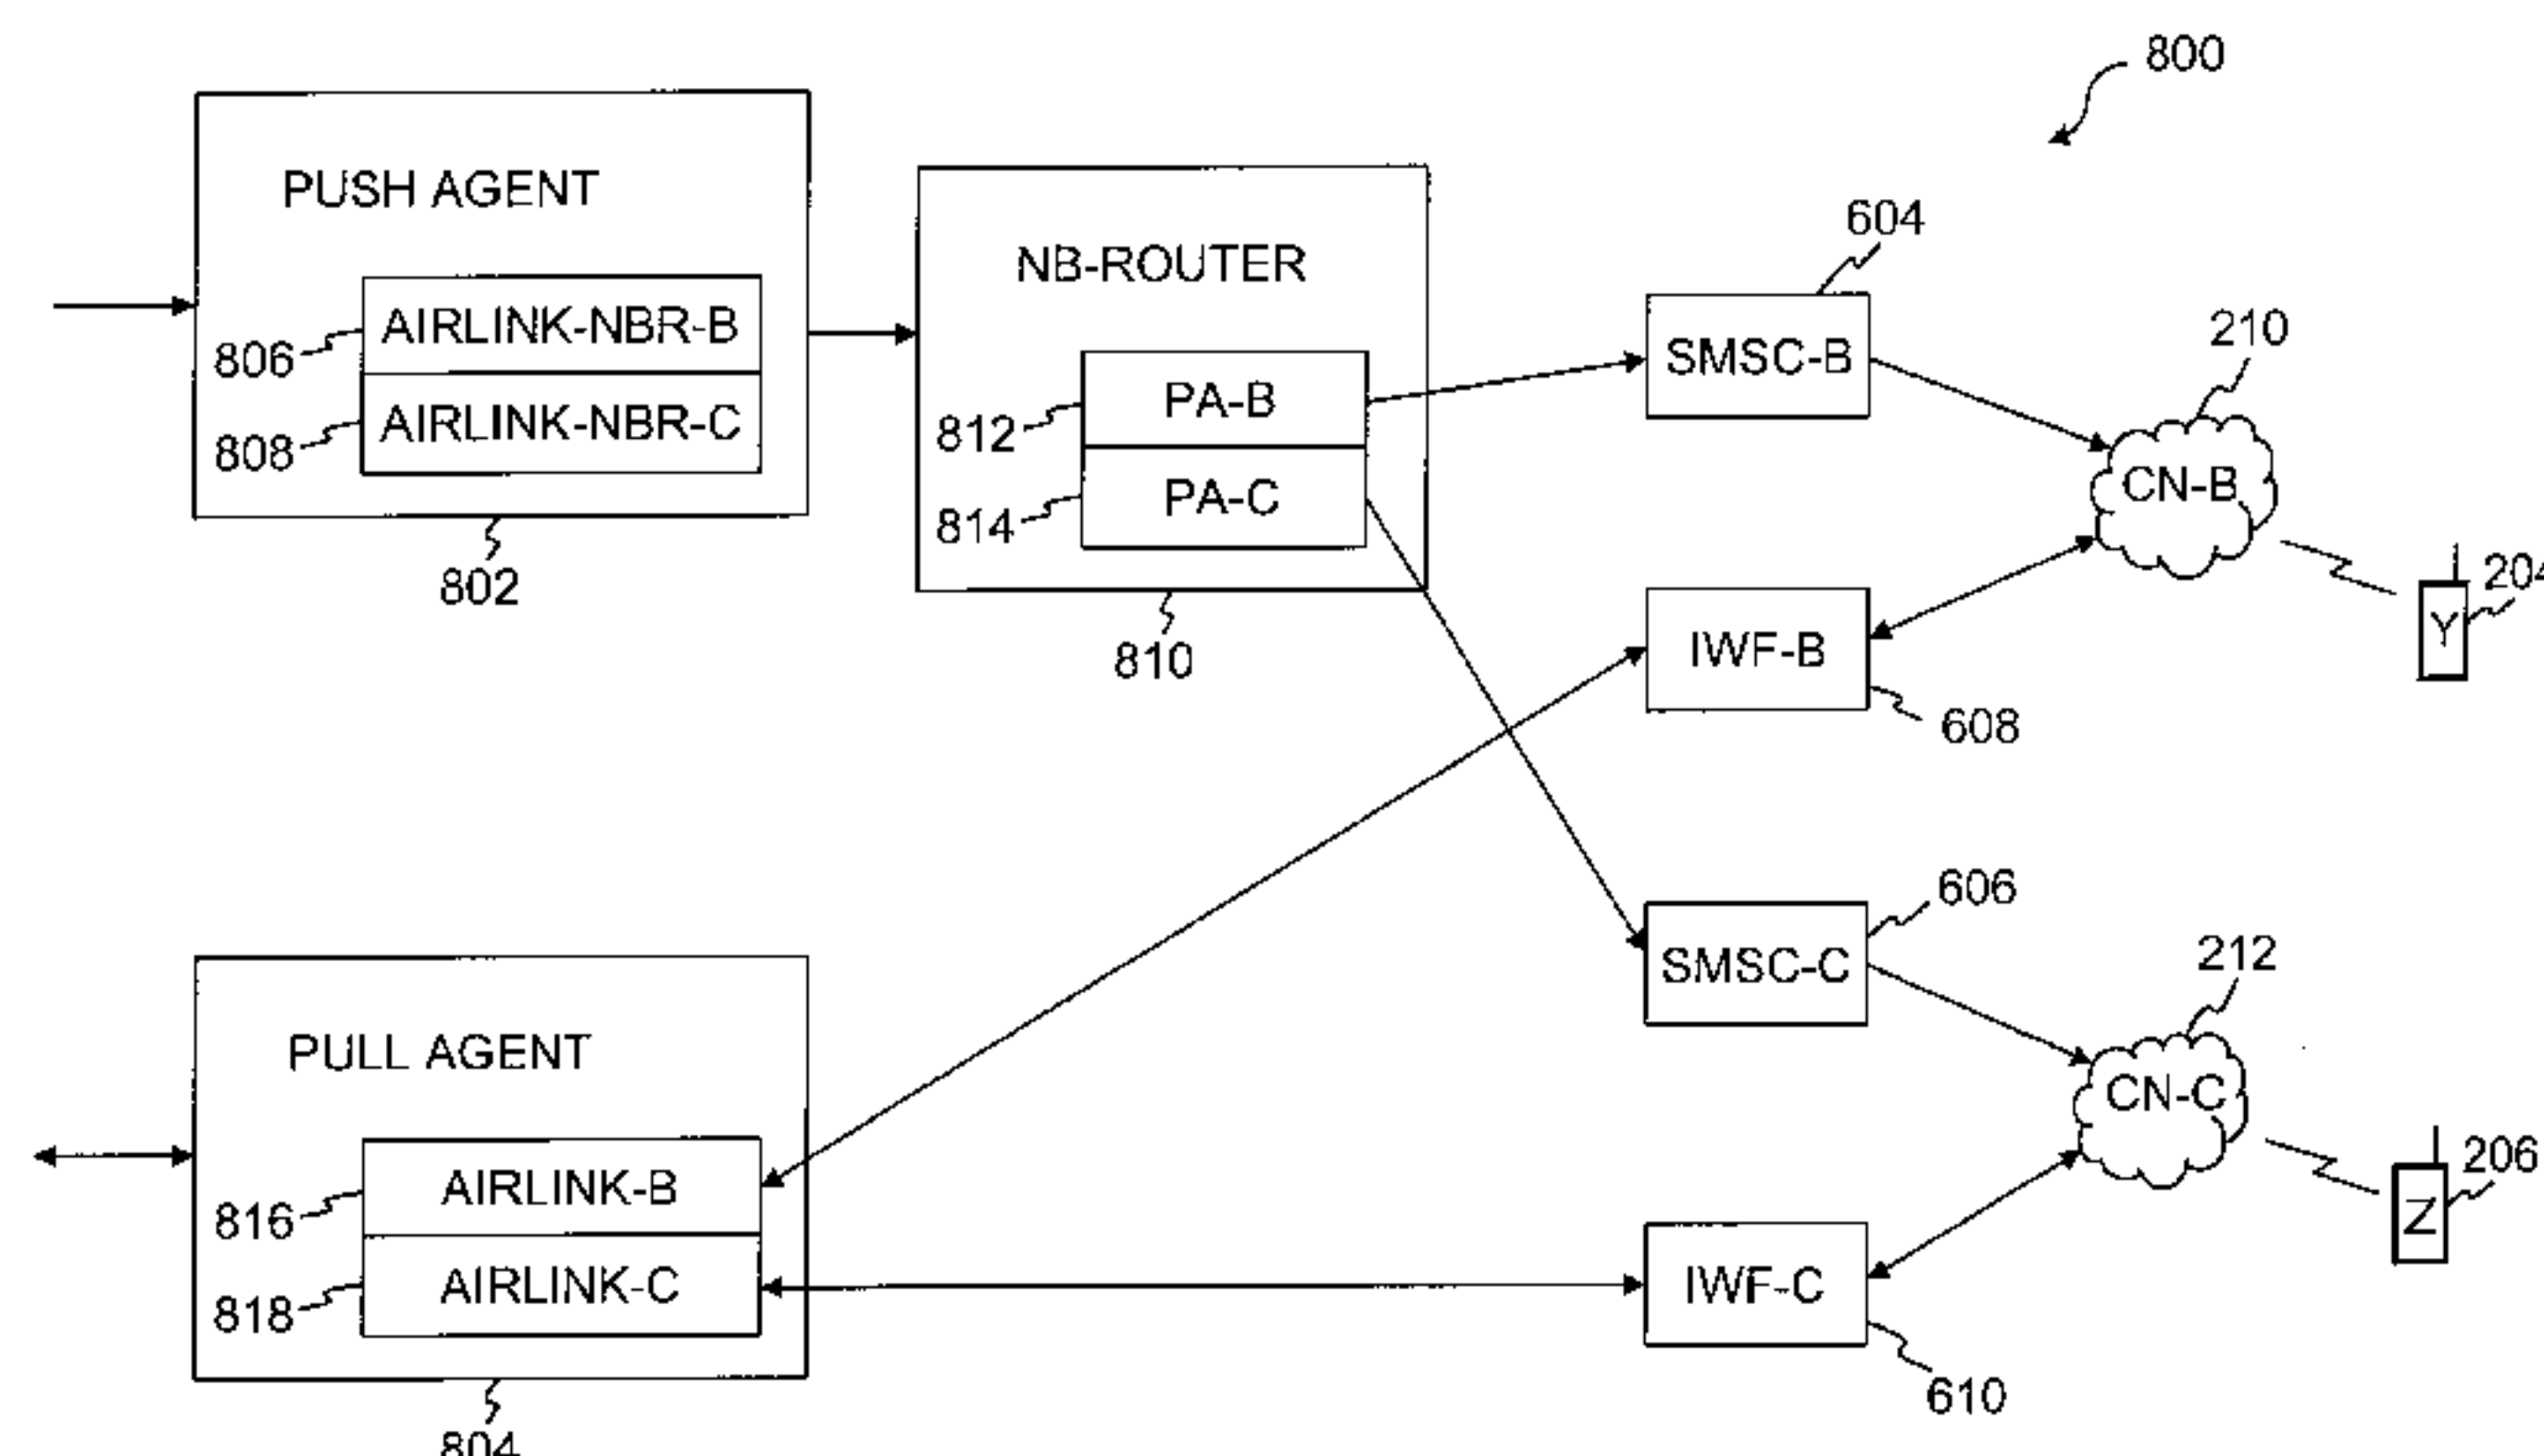 800
PUSH AGENT
AIRLINK-NBR-B
806
AIRLINK-NBR-C
808
802
NB-ROUTER
PA-B
812
PA-C
814
810
604
SMSC-B
210
CN-B
204
Y
IWF-B
608
606
SMSC-C
212
CN-C
206
Z
PULL AGENT
AIRLINK-B
816
AIRLINK-C
818
804
IWF-C
610